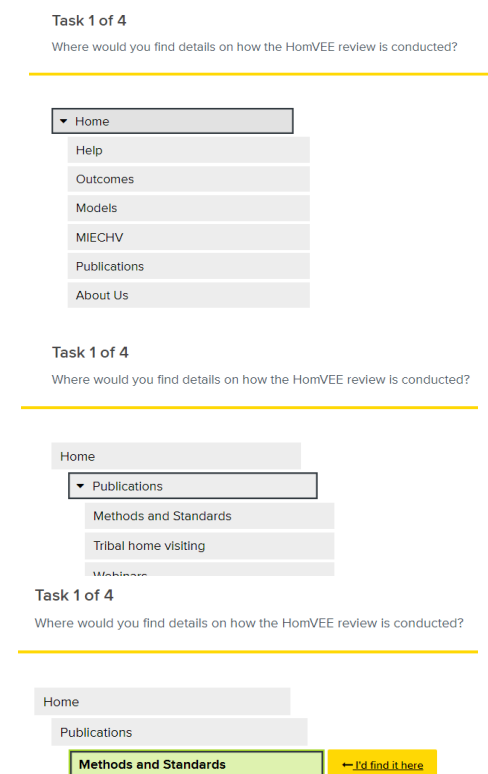 Task 1 of 4
Where would you find details on how the HomVEE review is conducted?
Home
Help
Outcomes
Models
MIECHV
Publications
About Us
Task 1 of 4
Where would you find details on how the HomVEE review is conducted?
Home
Publications
Methods and Standards
Tribal home visiting
Webinars
Task 1 of 4
Where would you find details on how the HomVEE review is conducted?
Home
Publications
Methods and Standards
I'd find it here